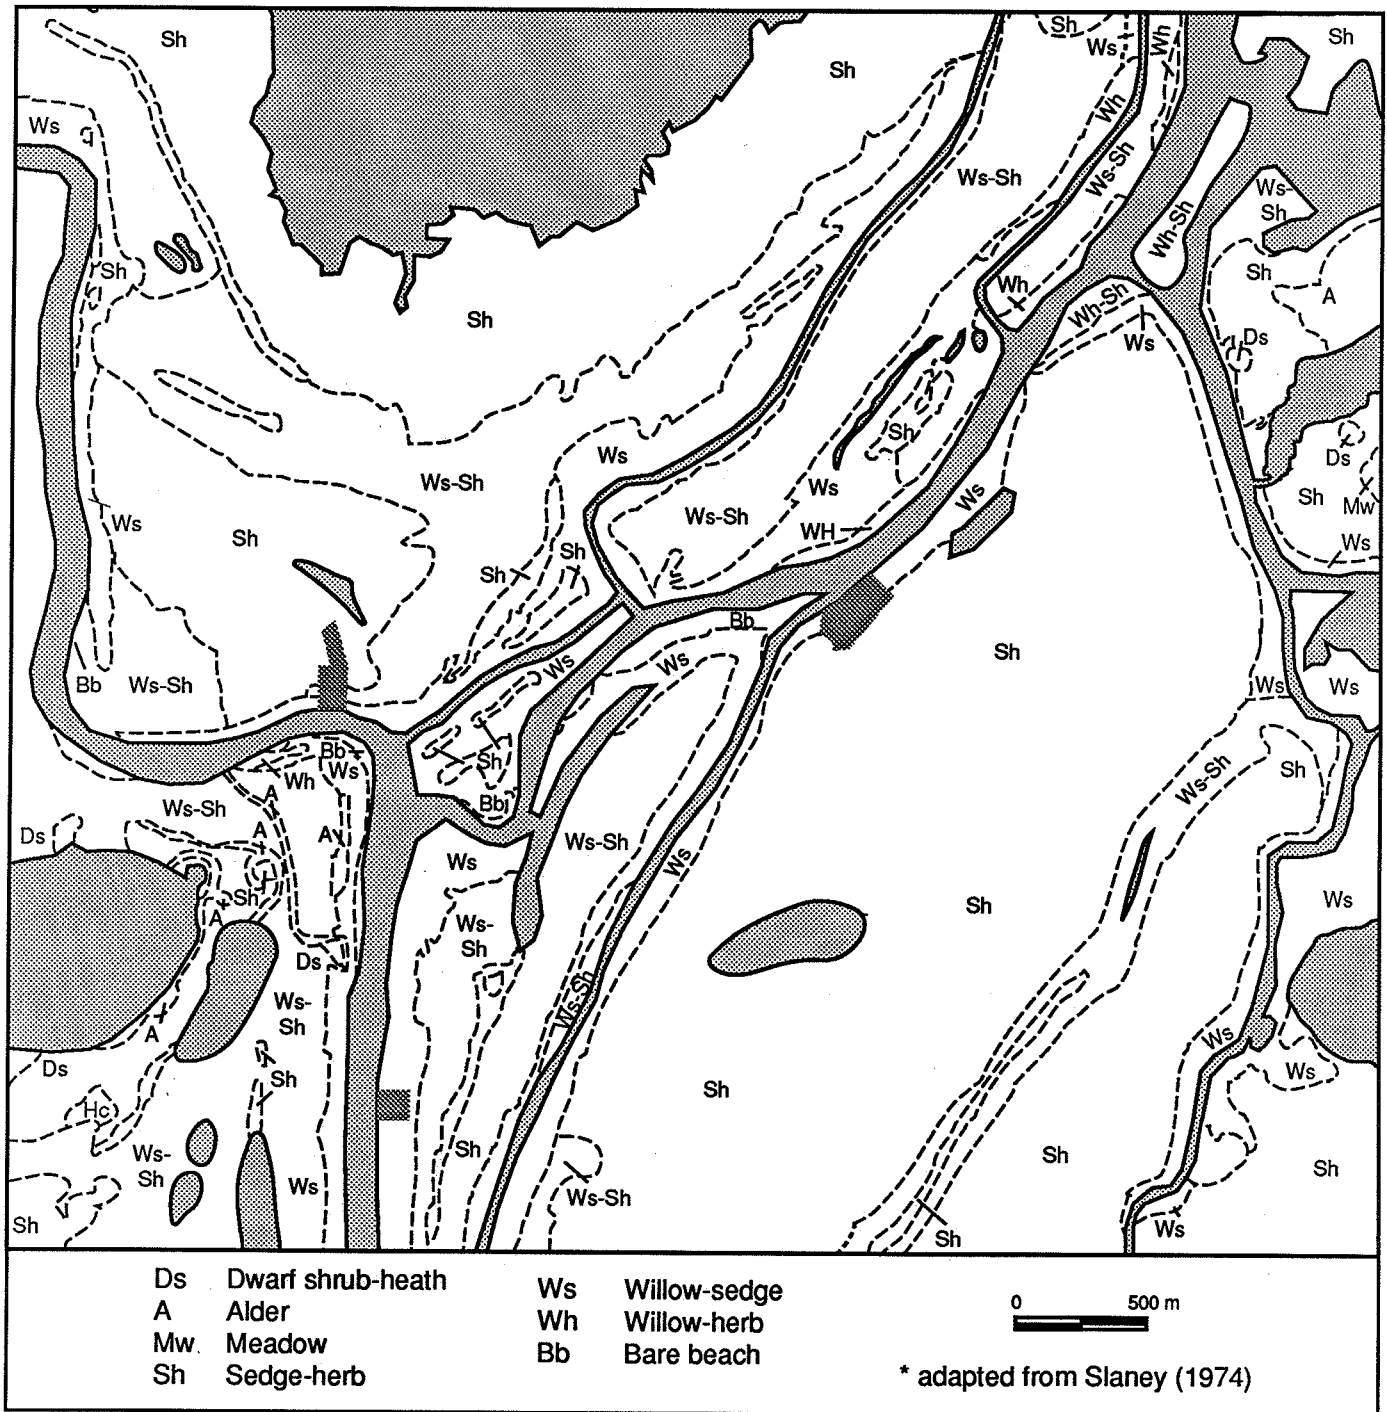 Sh
Sh
Sh
Sh
Ws
Wh
Ws
Wh
Ws-Sh
Ws-Sh
Ws-
Sh
Wh-Sh
Sh
Sh
A
Wh
Wh-Sh
Sh
Ws
Ds
Sh
Ws
Ws-Sh
Ds
Sh
Mw
Ws
Ws
Ws
Ws-Sh
Sh
Ws
WH
Sh
Sh
Bb
Sh
Ws
Ws
Bb
Ws-Sh
Ws
Ws
Bb
Ws
Wh
Sh
Ws-Sh
Sh
A
Bb
Ws-Sh
Ds
A
A
Ws-Sh
Ws
Ws
Sh
Ws
Sh
A
Ws-
Sh
Ds
Ws-Sh
Ws-
Sh
A
Ws
Ds
Ws
Sh
Sh
Hc
Ws-
Sh
Sh
Sh
Sh
Ws
Ws-Sh
Sh
Sh
Ws
Ds Dwarf shrub-heath
A Alder
Mw. Meadow
Sh Sedge-herb
Ws Willow-sedge
Wh Willow-herb
Bb Bare beach
0 500 m
* adapted from Slaney (1974)